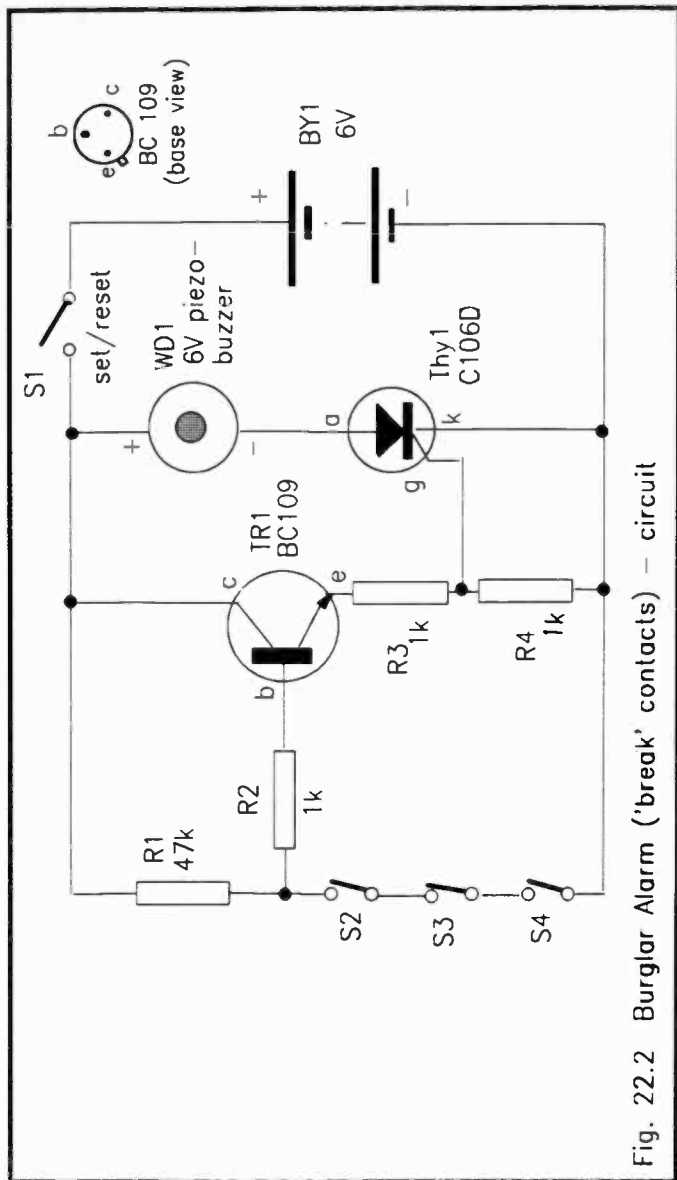 b
e
c
BC 109
(base view)
S1
set/reset
WD1
6V piezo-
buzzer
+
-
BY1
6V
+
-
R1
47k
R2
1k
TR1
BC109
b
c
e
R3
1k
R4
1k
Thy1
C106D
a
g
k
S2
S3
S4
Fig. 22.2 Burglar Alarm ('break' contacts) – circuit